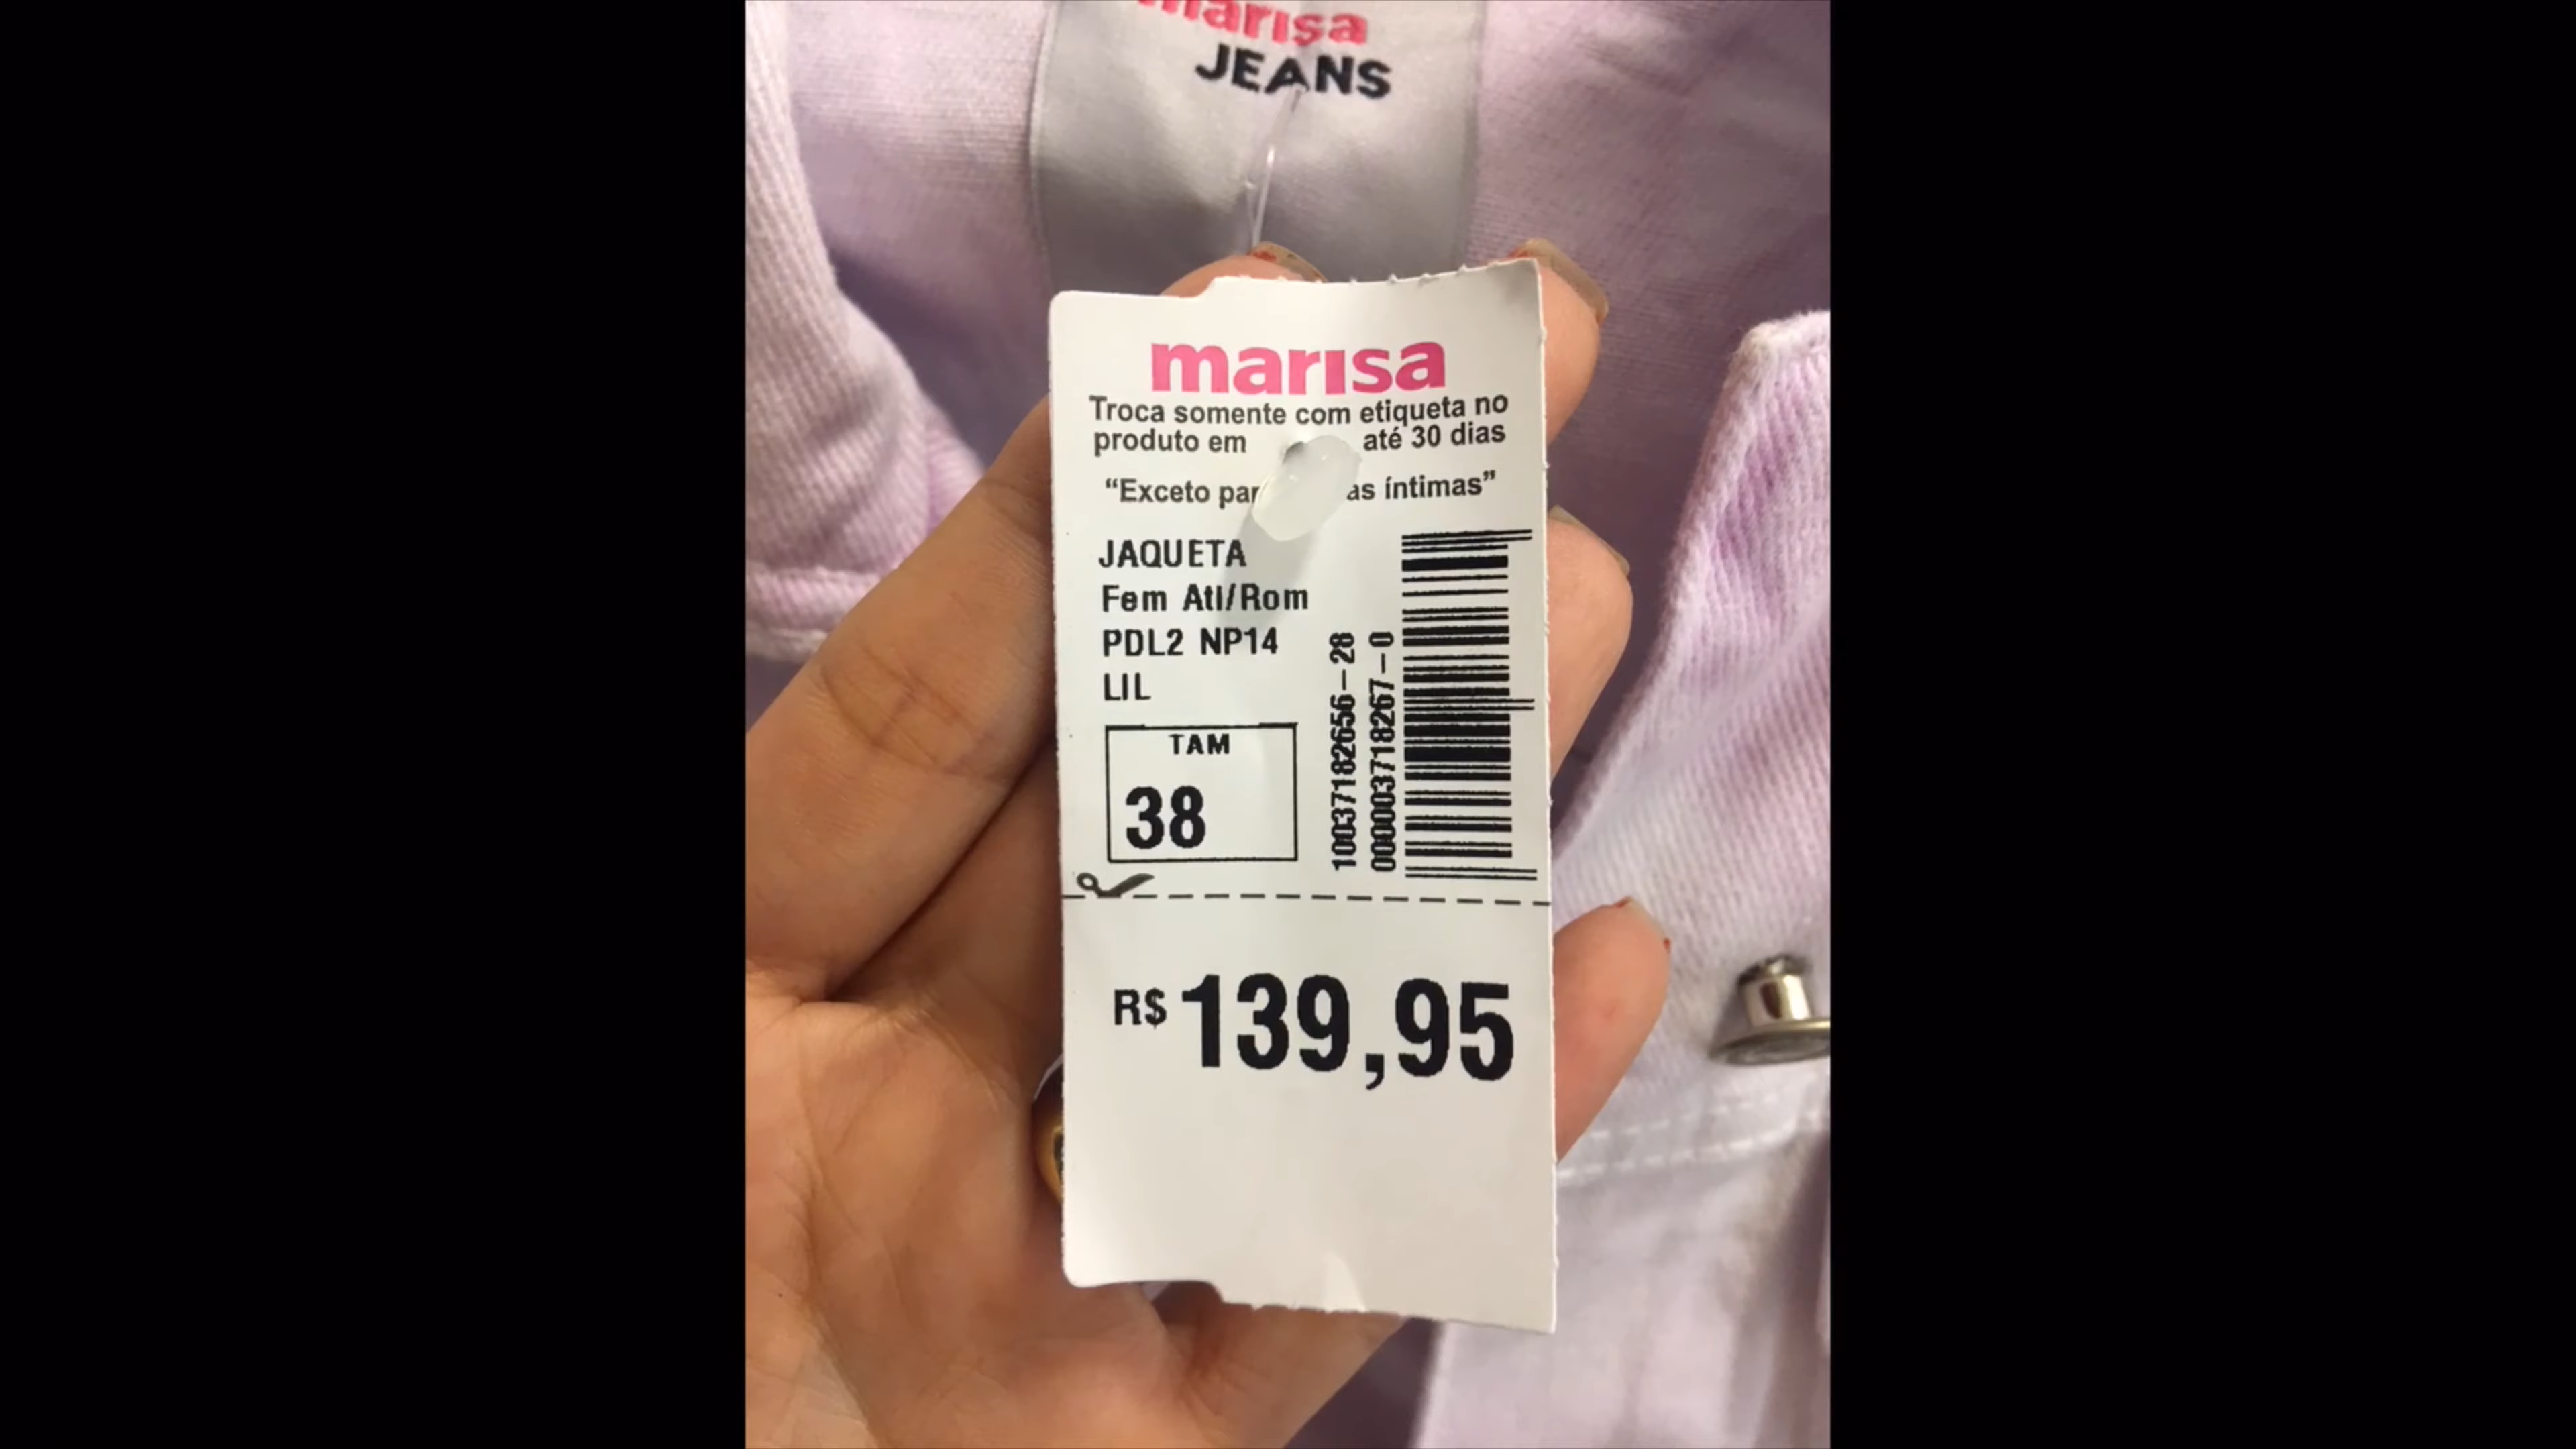 marisa
JEANS
marisa
Troca somente com etiqueta no
produto em até 30 dias
“Exceto as íntimas”
JAQUETA
Fem Atl/Rom
PDL2 NP14
LIL
TAM
38
10037182656-28
000003718267-0
R$ 139,95